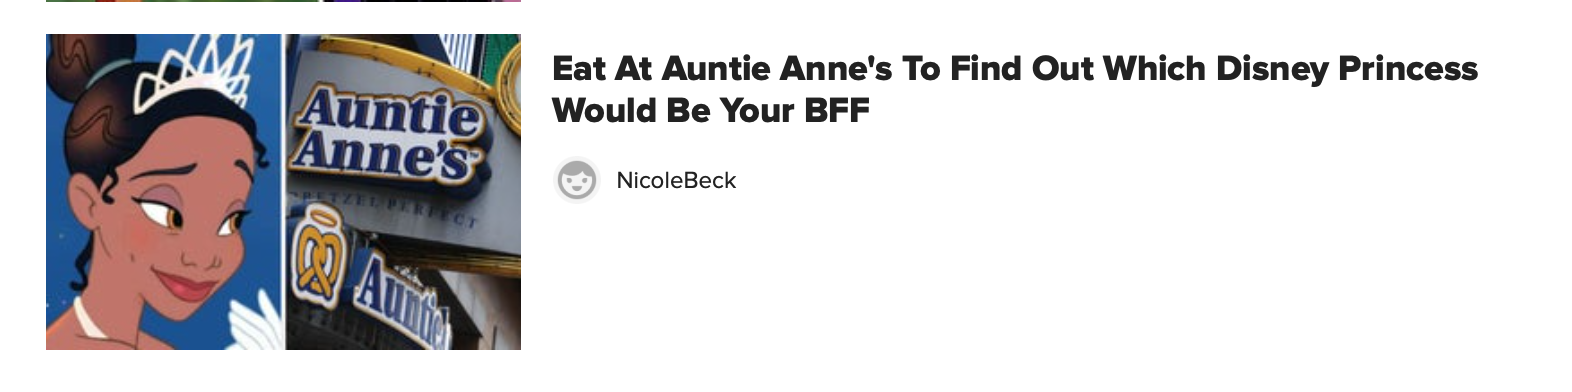 Auntie
Anne's™
PRETZEL PERFECT
Auntie
Eat At Auntie Anne's To Find Out Which Disney Princess
Would Be Your BFF
NicoleBeck